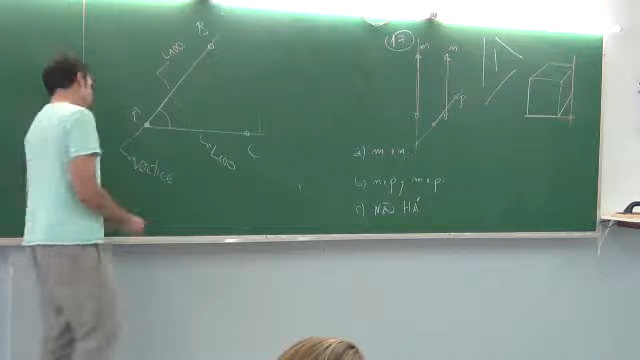 B
LADO
Â
LADO
C
vértice
17
m
n
p
a) m e n.
b) n e p; m e p.
c) NÃO HÁ